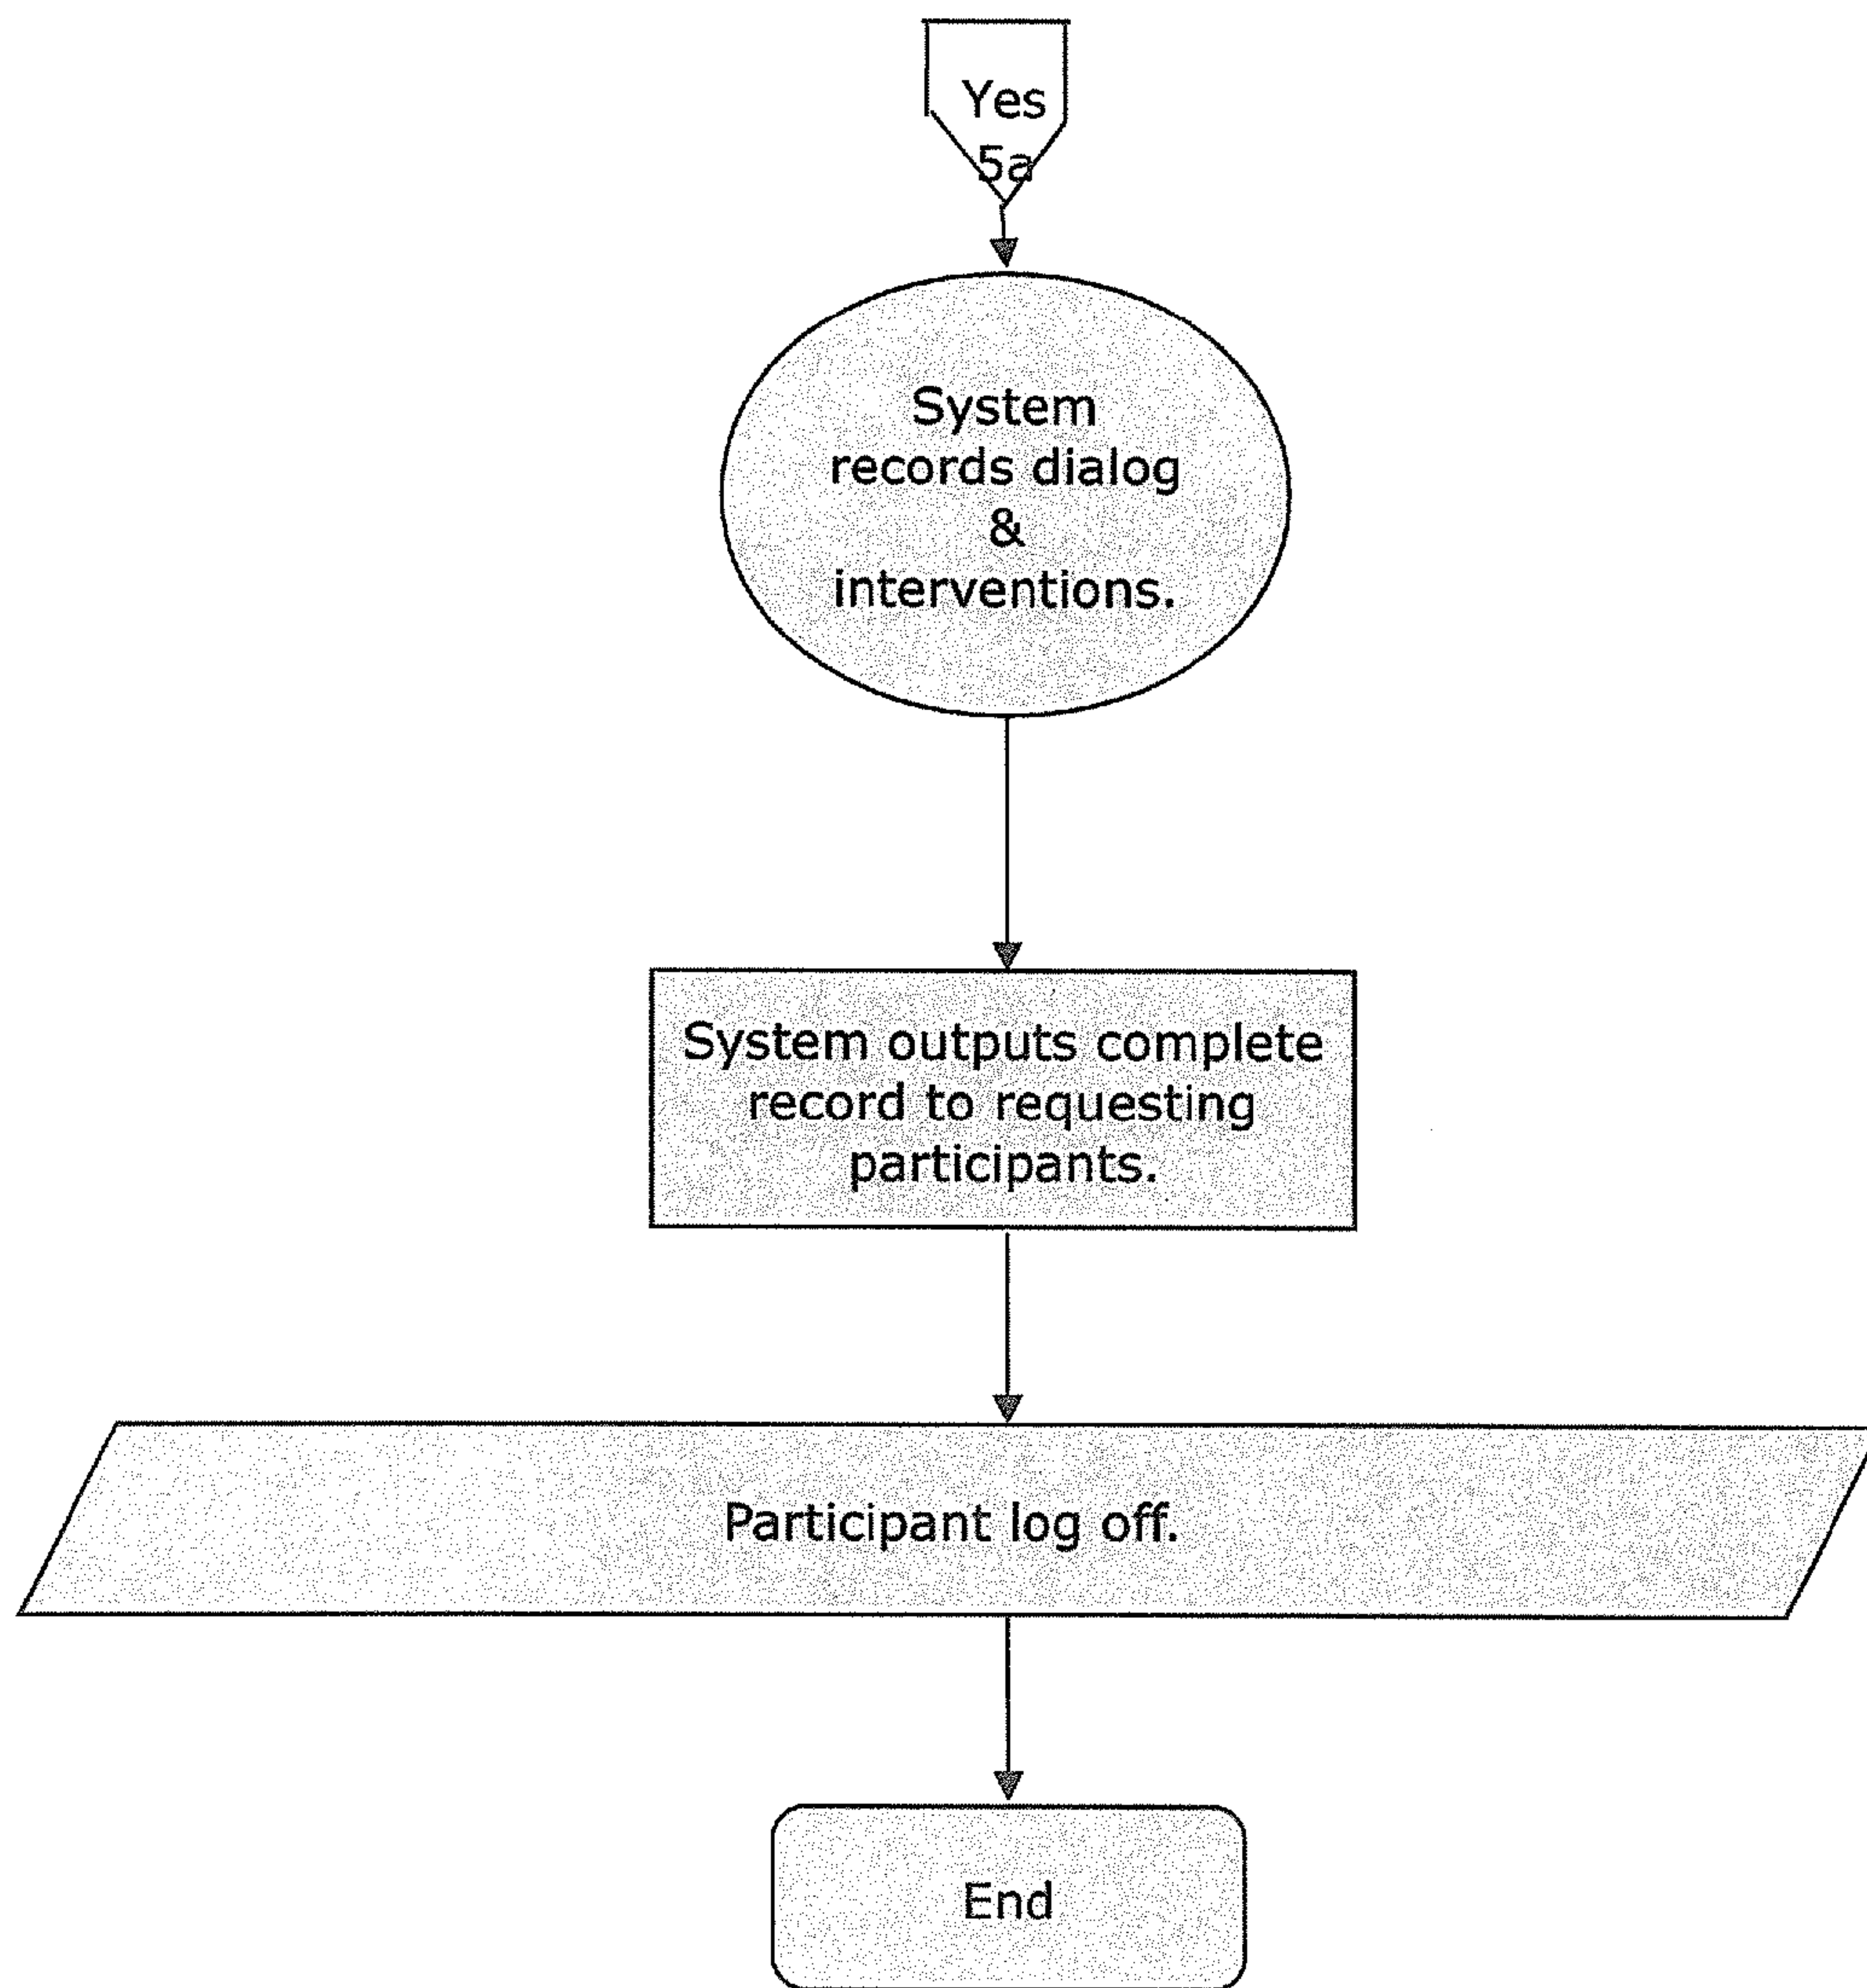 Yes
5a
System
records dialog
&
interventions.
System outputs complete
record to requesting
participants.
Participant log off.
End